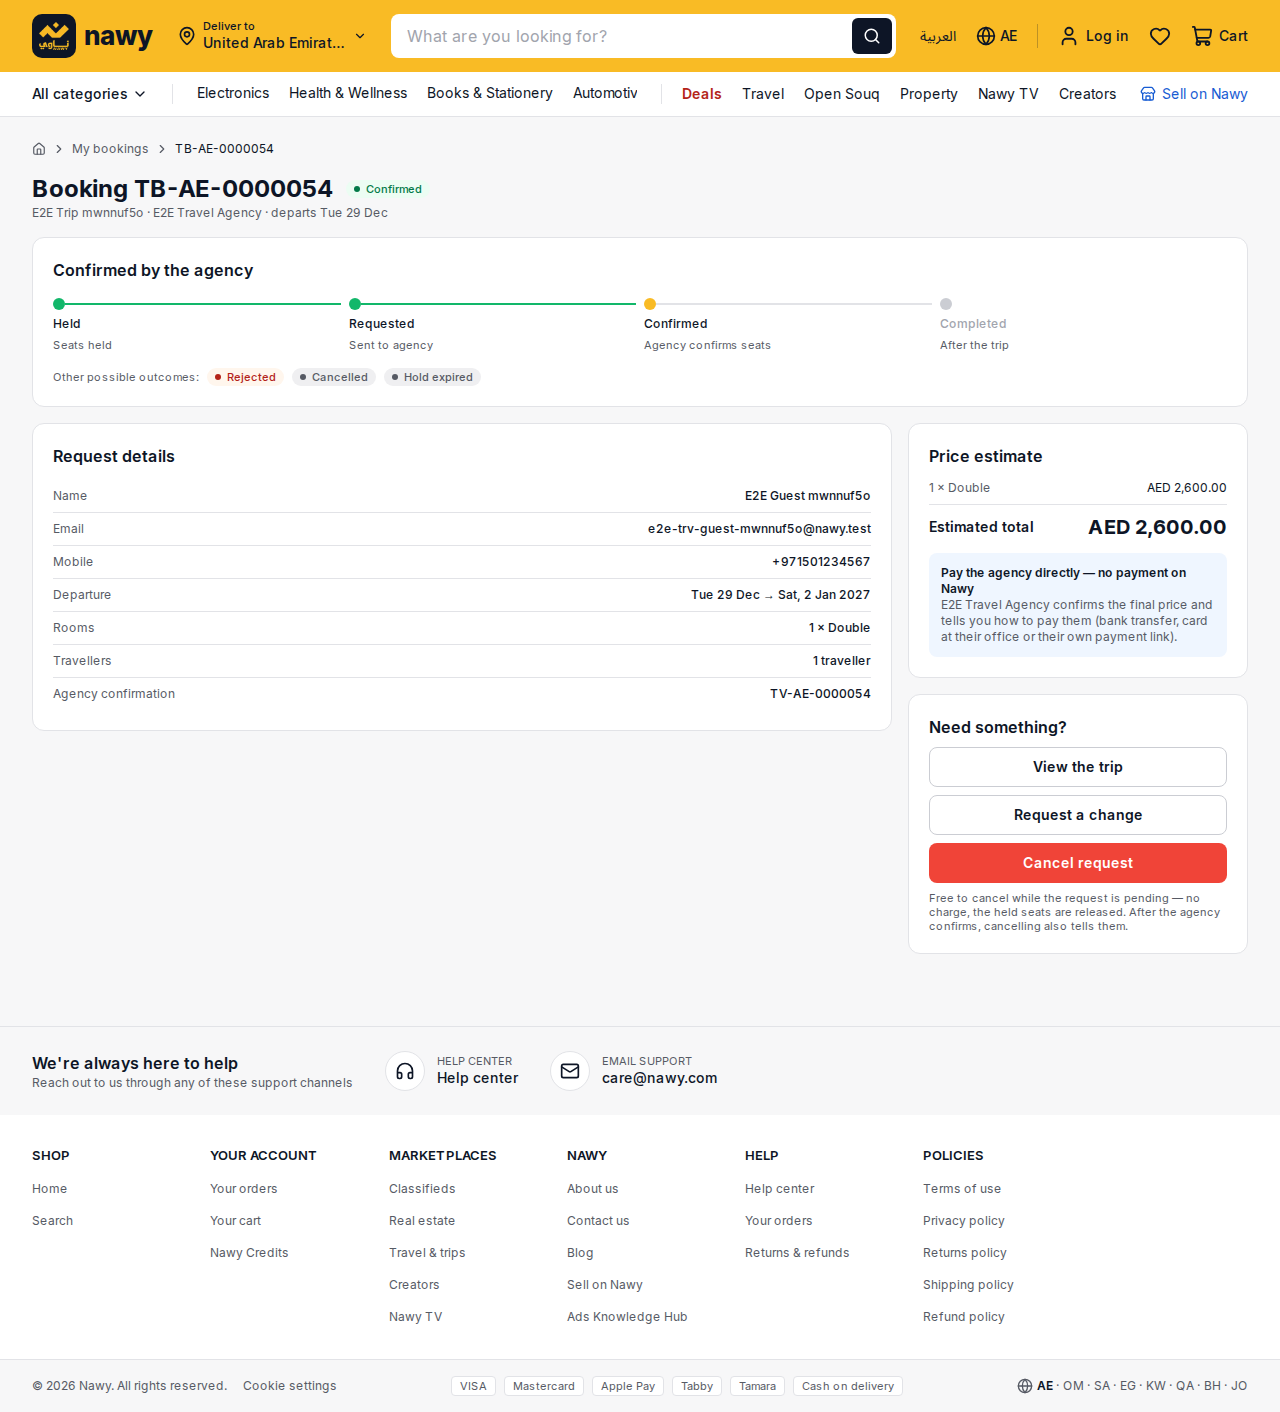 nawy
Deliver to
United Arab Emirat...
What are you looking for?
العربية
AE
Log in
Cart
All categories
Electronics
Health & Wellness
Books & Stationery
Automotiv
Deals
Travel
Open Souq
Property
Nawy TV
Creators
Sell on Nawy
My bookings
TB-AE-0000054
Booking TB-AE-0000054
Confirmed
E2E Trip mwnnuf5o · E2E Travel Agency · departs Tue 29 Dec
Confirmed by the agency
Held
Seats held
Requested
Sent to agency
Confirmed
Agency confirms seats
Completed
After the trip
Other possible outcomes:
Rejected
Cancelled
Hold expired
Request details
Name
E2E Guest mwnnuf5o
Email
e2e-trv-guest-mwnnuf5o@nawy.test
Mobile
+971501234567
Departure
Tue 29 Dec → Sat, 2 Jan 2027
Rooms
1 × Double
Travellers
1 traveller
Agency confirmation
TV-AE-0000054
Price estimate
1 × Double
AED 2,600.00
Estimated total
AED 2,600.00
Pay the agency directly — no payment on
Nawy
E2E Travel Agency confirms the final price and
tells you how to pay them (bank transfer, card
at their office or their own payment link).
Need something?
View the trip
Request a change
Cancel request
Free to cancel while the request is pending — no
charge, the held seats are released. After the agency
confirms, cancelling also tells them.
We're always here to help
Reach out to us through any of these support channels
HELP CENTER
Help center
EMAIL SUPPORT
care@nawy.com
SHOP
Home
Search
YOUR ACCOUNT
Your orders
Your cart
Nawy Credits
MARKETPLACES
Classifieds
Real estate
Travel & trips
Creators
Nawy TV
NAWY
About us
Contact us
Blog
Sell on Nawy
Ads Knowledge Hub
HELP
Help center
Your orders
Returns & refunds
POLICIES
Terms of use
Privacy policy
Returns policy
Shipping policy
Refund policy
© 2026 Nawy. All rights reserved.
Cookie settings
VISA
Mastercard
Apple Pay
Tabby
Tamara
Cash on delivery
AE · OM · SA · EG · KW · QA · BH · JO